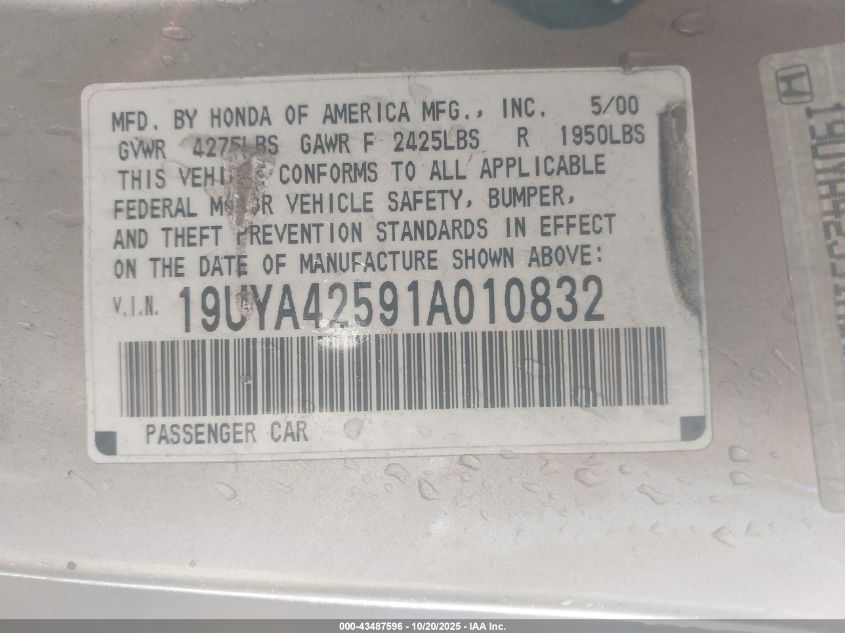 MFD. BY HONDA OF AMERICA MFG., INC. 5/00
GVWR 4275LBS GAWR F 2425LBS R 1950LBS
THIS VEHICLE CONFORMS TO ALL APPLICABLE
FEDERAL MOTOR VEHICLE SAFETY, BUMPER,
AND THEFT PREVENTION STANDARDS IN EFFECT
ON THE DATE OF MANUFACTURE SHOWN ABOVE:
V.I.N. 19UYA42591A010832
PASSENGER CAR
000-43487596 - 10/20/2025 - IAA Inc.